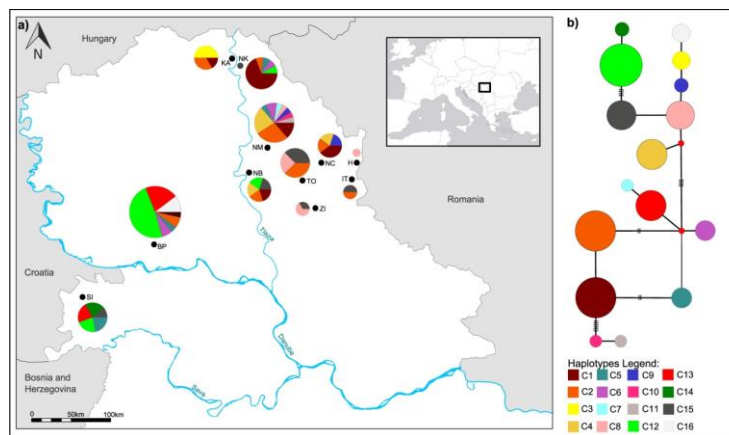 a)
b)
N
Hungary
KA
NK
NM
NC
H
TO
NB
IT
ZI
Romania
Tisza
BP
Croatia
SI
Danube
Sava
Bosnia and
Herzegovina
0 50km 100km
Haplotypes Legend:
C1 C5 C9 C13
C2 C6 C10 C14
C3 C7 C11 C15
C4 C8 C12 C16